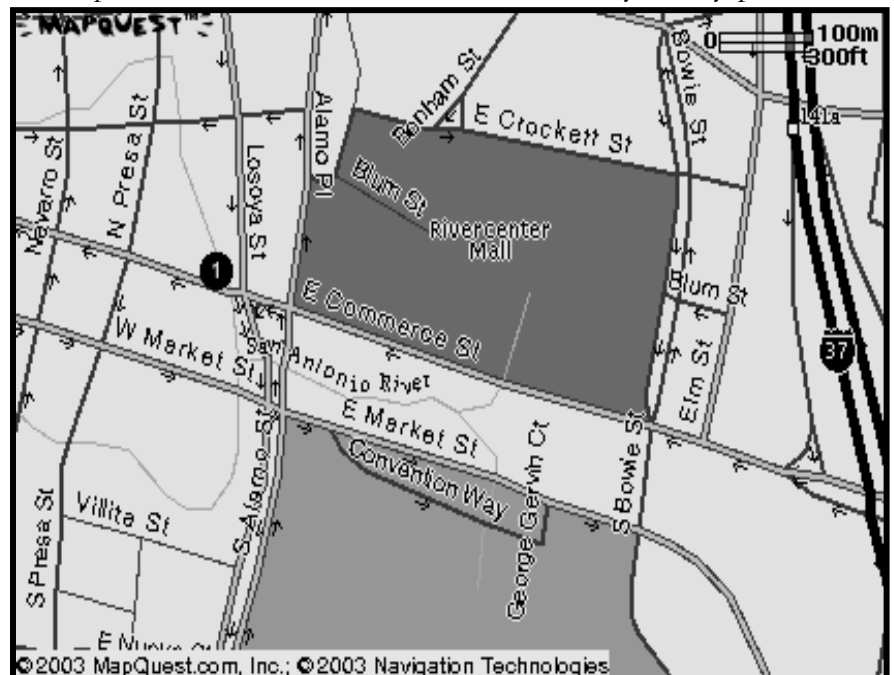 MAPQUEST™
0 100m
300ft
Bowie St
141a
Bonham St
E Crockett St
Alamo Pl
N Presa St
Losoya St
Navarro St
Blum St
Rivercenter
Mall
1
Blum St
E Commerce St
37
W Market St
San Antonio River
Elm St
E Market St
Convention Way
S Bowie St
George Gervin Ct
S Alamo St
Villita St
S Presa St
©2003 MapQuest.com, Inc.; ©2003 Navigation Technologies